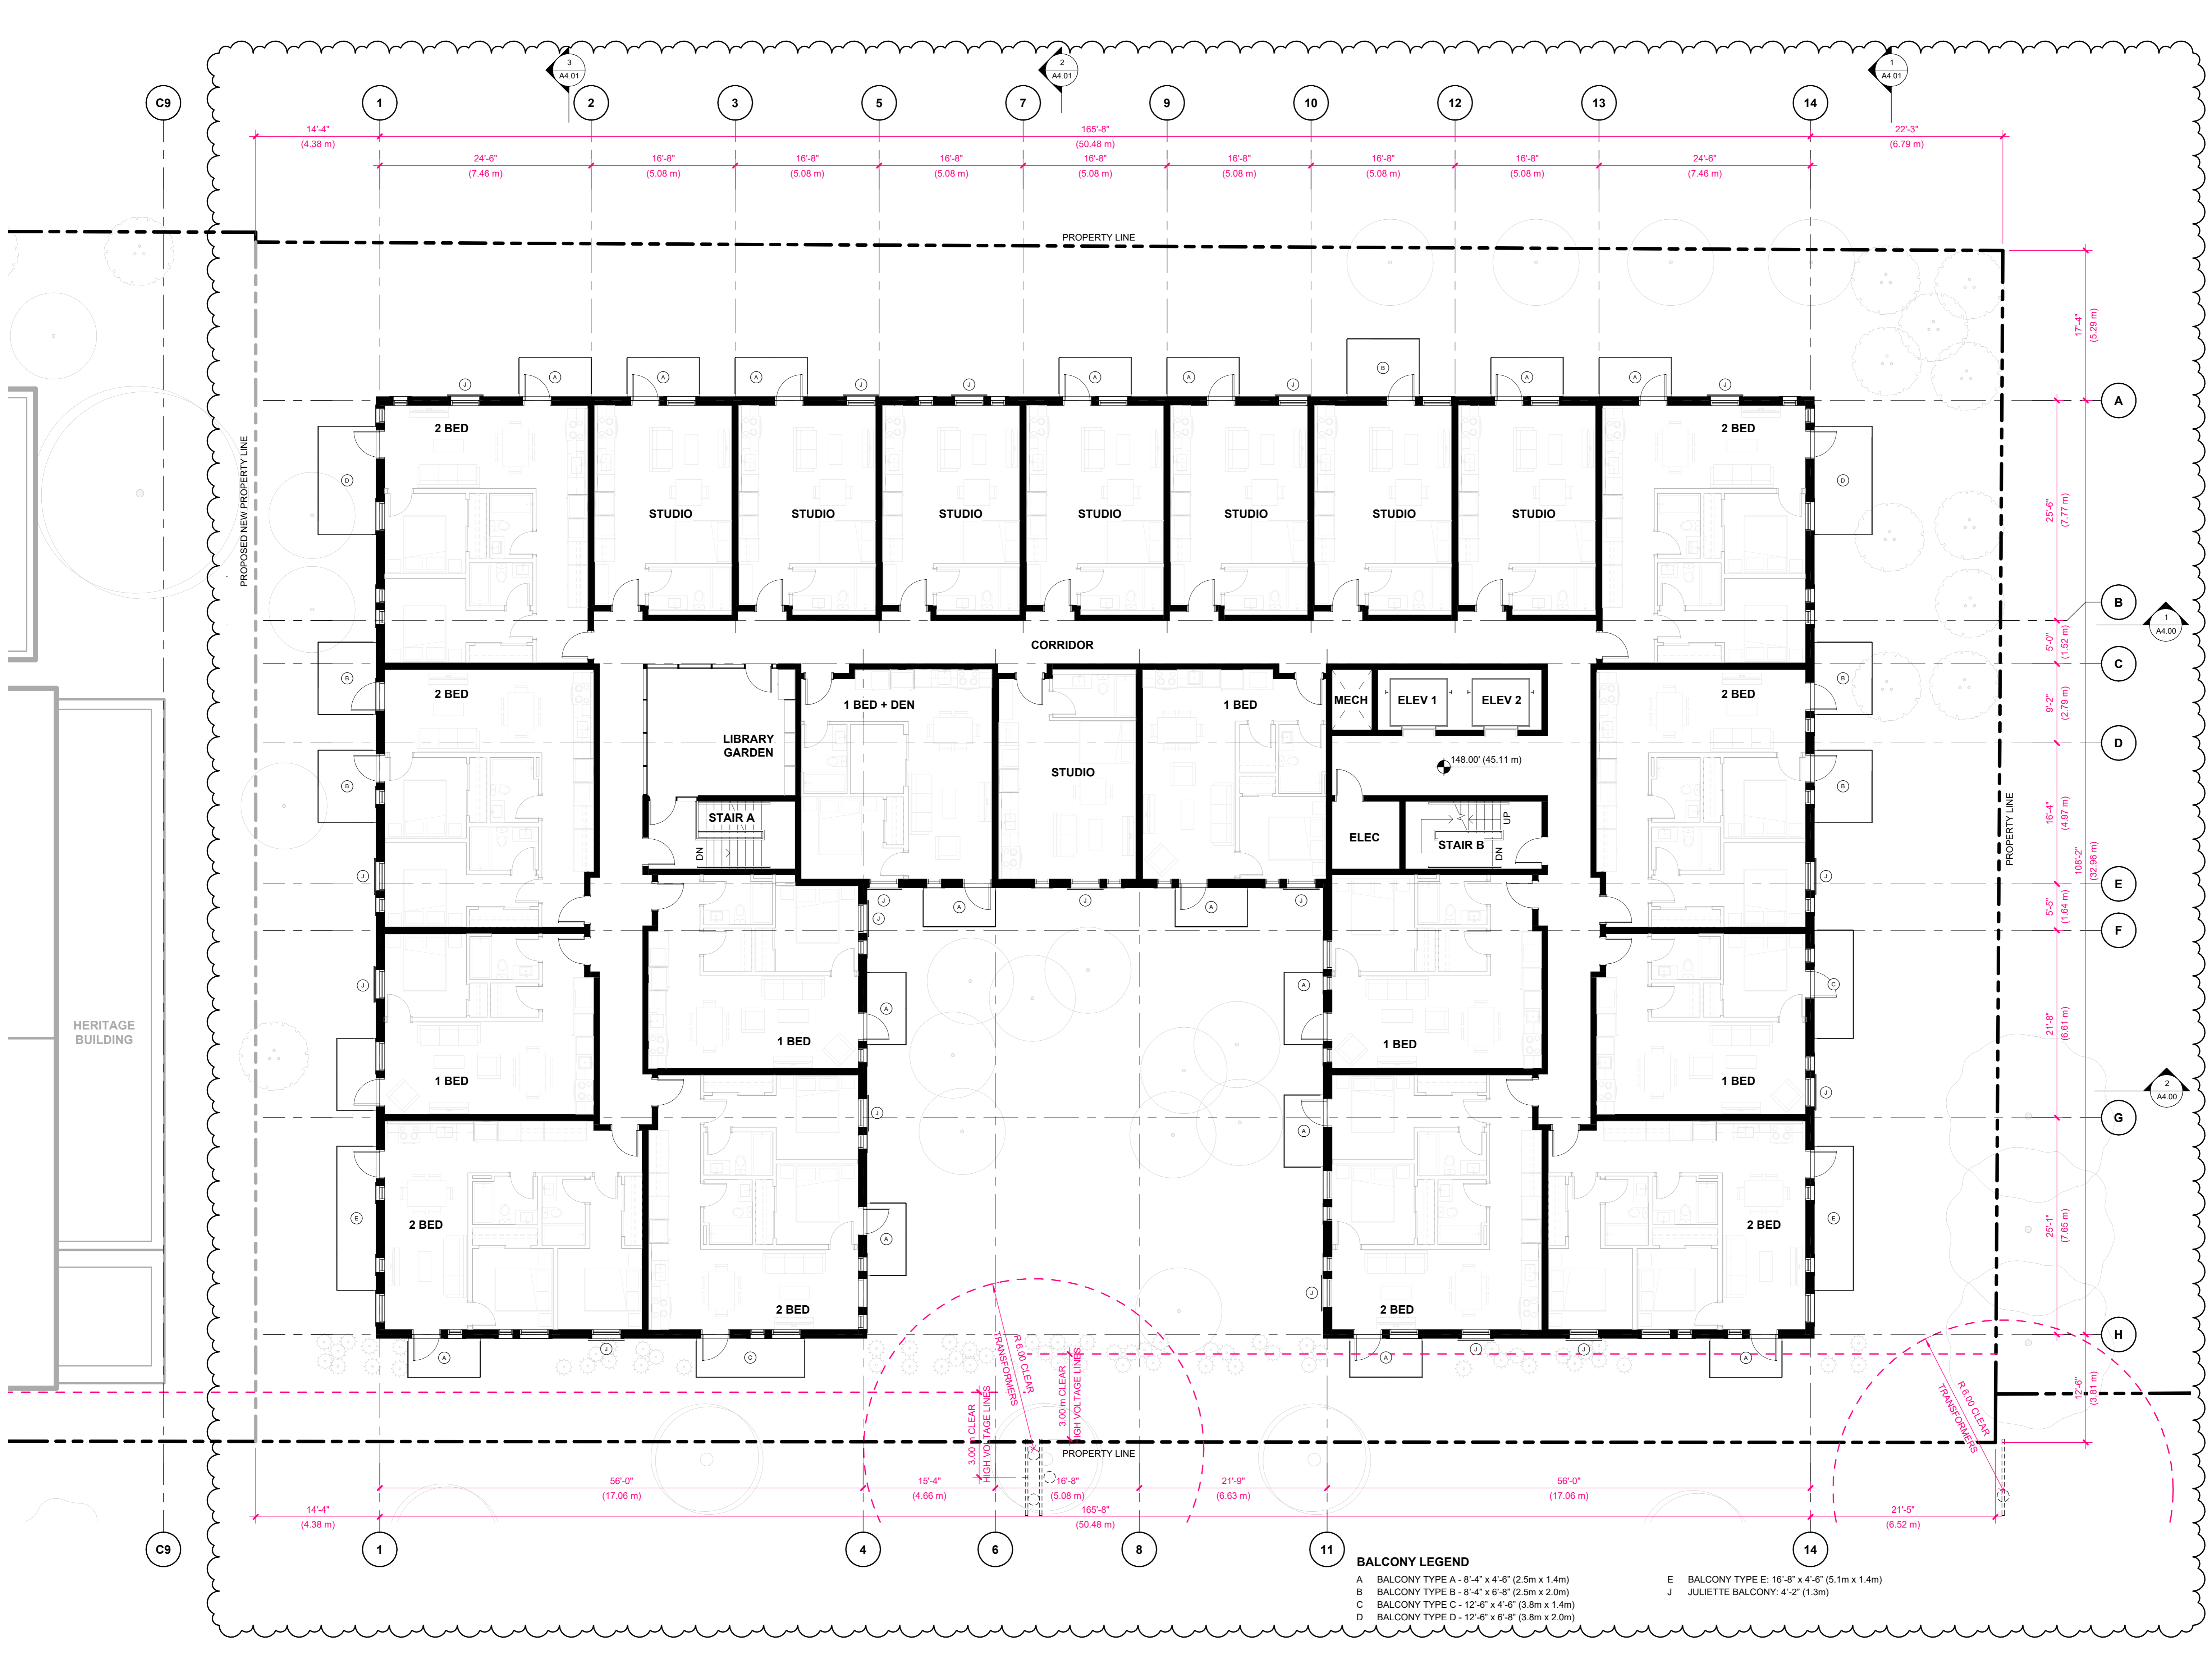 3
A4.01
2
A4.01
1
A4.01
C9
1
2
3
5
7
9
10
12
13
14
14'-4"
(4.38 m)
165'-8"
(50.48 m)
22'-3"
(6.79 m)
24'-6"
(7.46 m)
16'-8"
(5.08 m)
16'-8"
(5.08 m)
16'-8"
(5.08 m)
16'-8"
(5.08 m)
16'-8"
(5.08 m)
16'-8"
(5.08 m)
16'-8"
(5.08 m)
24'-6"
(7.46 m)
PROPERTY LINE
17'-4"
(5.29 m)
J
A
A
A
J
J
A
A
J
B
A
A
J
A
2 BED
2 BED
D
D
PROPOSED NEW PROPERTY LINE
STUDIO
STUDIO
STUDIO
STUDIO
STUDIO
STUDIO
STUDIO
25'-6"
(7.77 m)
B
1
A4.00
5'-0"
(1.52 m)
CORRIDOR
C
B
B
2 BED
2 BED
1 BED + DEN
1 BED
MECH
ELEV 1
ELEV 2
9'-2"
(2.79 m)
LIBRARY
GARDEN
D
148.00' (45.11 m)
STUDIO
B
B
STAIR A
DN
ELEC
STAIR B
UP
DN
16'-4"
(4.97 m)
PROPERTY LINE
108'-2"
(32.96 m)
J
J
E
J
J
A
J
A
J
5'-5"
(1.64 m)
F
J
A
A
C
HERITAGE
BUILDING
1 BED
1 BED
1 BED
1 BED
21'-8"
(6.61 m)
J
J
2
A4.00
J
A
G
E
2 BED
A
2 BED
E
25'-1"
(7.65 m)
2 BED
2 BED
J
H
A
J
C
A
J
J
A
R 6.00 CLEAR
TRANSFORMERS
3.00 m CLEAR
HIGH VOLTAGE LINES
3.00 m CLEAR
HIGH VOLTAGE LINES
R 6.00 CLEAR
TRANSFORMERS
12'-6"
(3.81 m)
PROPERTY LINE
56'-0"
(17.06 m)
15'-4"
(4.66 m)
16'-8"
(5.08 m)
21'-9"
(6.63 m)
56'-0"
(17.06 m)
14'-4"
(4.38 m)
165'-8"
(50.48 m)
21'-5"
(6.52 m)
C9
1
4
6
8
11
14
BALCONY LEGEND
A BALCONY TYPE A - 8'-4" x 4'-6" (2.5m x 1.4m)
B BALCONY TYPE B - 8'-4" x 6'-8" (2.5m x 2.0m)
C BALCONY TYPE C - 12'-6" x 4'-6" (3.8m x 1.4m)
D BALCONY TYPE D - 12'-6" x 6'-8" (3.8m x 2.0m)
E BALCONY TYPE E: 16'-8" x 4'-6" (5.1m x 1.4m)
J JULIETTE BALCONY: 4'-2" (1.3m)